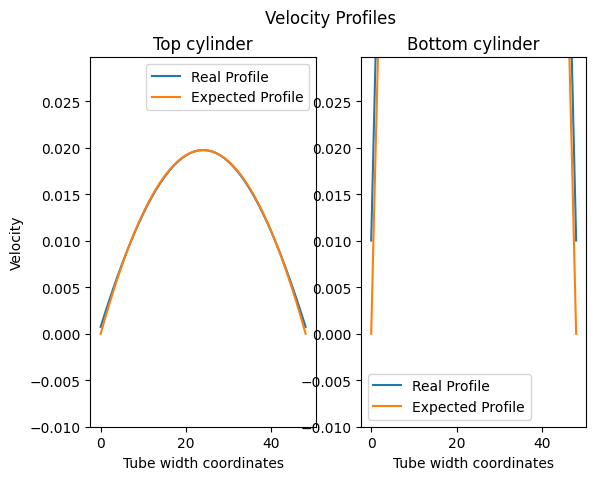 Velocity Profiles
Top cylinder
Real Profile
Expected Profile
0.025
0.020
0.015
0.010
0.005
0.000
−0.005
−0.010
Velocity
0 20 40
Tube width coordinates
Bottom cylinder
0.025
0.020
0.015
0.010
0.005
0.000
−0.005
−0.010
Real Profile
Expected Profile
0 20 40
Tube width coordinates